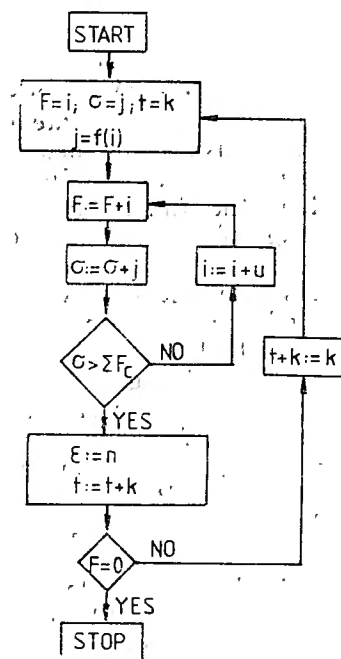 START
F=i, σ=j, t=k
j=f(i)
F:=F+i
σ:=σ+j
i:=i+u
σ>ΣF_c
NO
t+k:=k
YES
ε:=n
t:=t+k
F=0
NO
YES
STOP